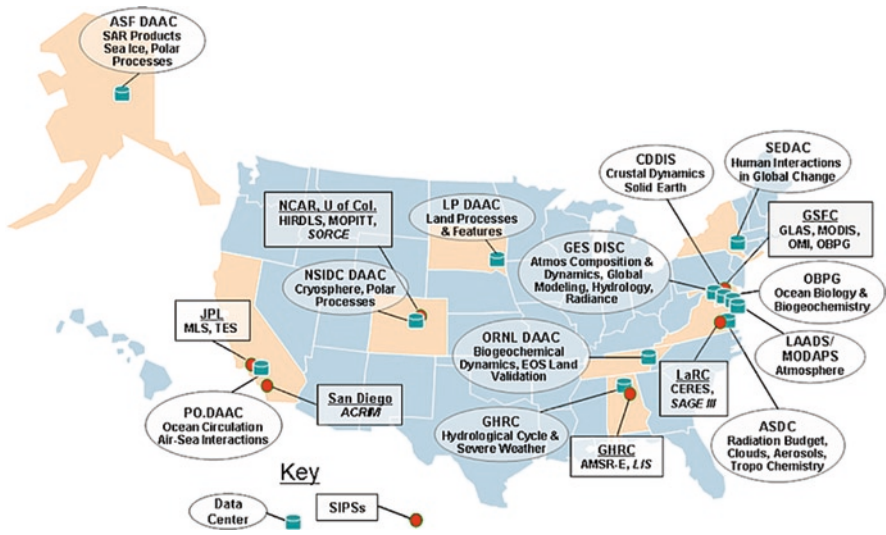 ASF DAAC
SAR Products
Sea Ice, Polar
Processes
CDDIS
Crustal Dynamics
Solid Earth
SEDAC
Human Interactions
in Global Change
NCAR, U of Col.
HIRDLS, MOPITT,
SORCE
LP DAAC
Land Processes
& Features
GSFC
GLAS, MODIS,
OMI, OBPG
NSIDC DAAC
Cryosphere, Polar
Processes
GES DISC
Atmos Composition &
Dynamics, Global
Modeling, Hydrology,
Radiance
OBPG
Ocean Biology &
Biogeochemistry
JPL
MLS, TES
ORNL DAAC
Biogeochemical
Dynamics, EOS Land
Validation
LAADS/
MODAPS
Atmosphere
San Diego
ACRIM
LaRC
CERES,
SAGE III
PO.DAAC
Ocean Circulation
Air-Sea Interactions
GHRC
Hydrological Cycle &
Severe Weather
GHRC
AMSR-E, LIS
ASDC
Radiation Budget,
Clouds, Aerosols,
Tropo Chemistry
Key
Data
Center
SIPSs